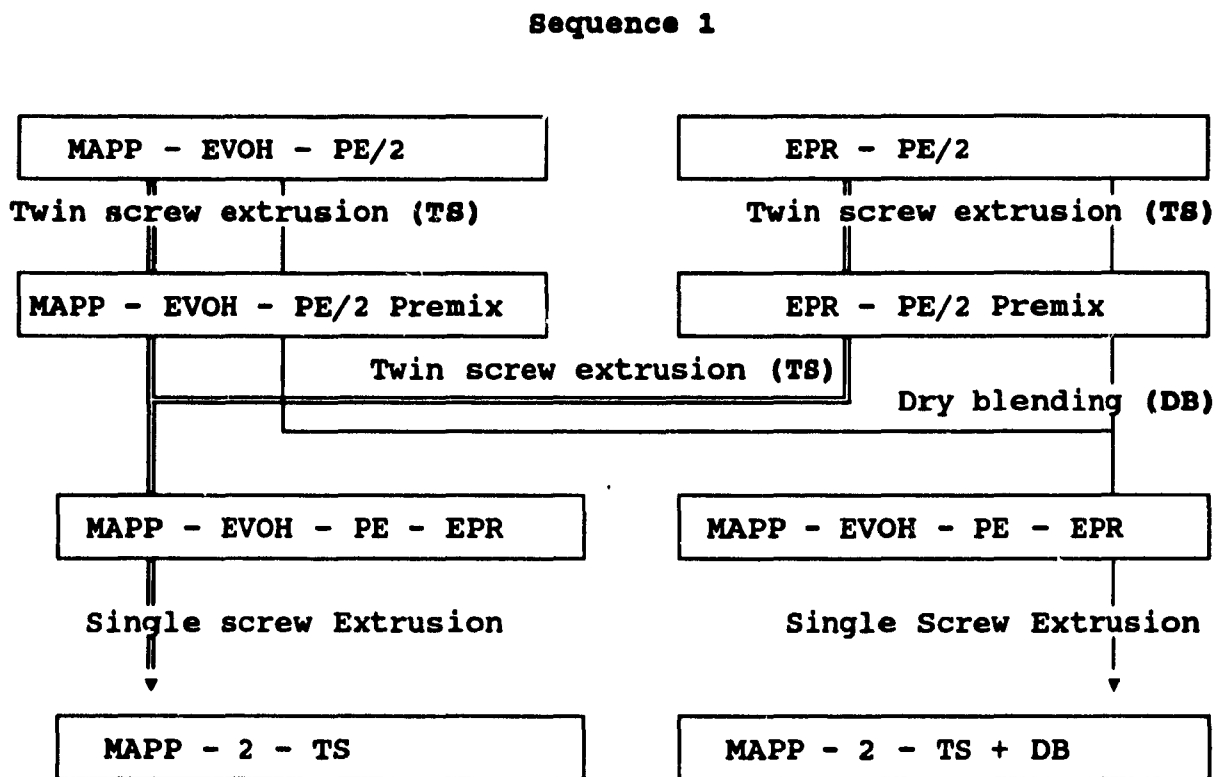 Sequence 1
MAPP - EVOH - PE/2
EPR - PE/2
Twin screw extrusion (TS)
Twin screw extrusion (TS)
MAPP - EVOH - PE/2 Premix
EPR - PE/2 Premix
Twin screw extrusion (TS)
Dry blending (DB)
MAPP - EVOH - PE - EPR
MAPP - EVOH - PE - EPR
Single screw Extrusion
Single Screw Extrusion
MAPP - 2 - TS
MAPP - 2 - TS + DB